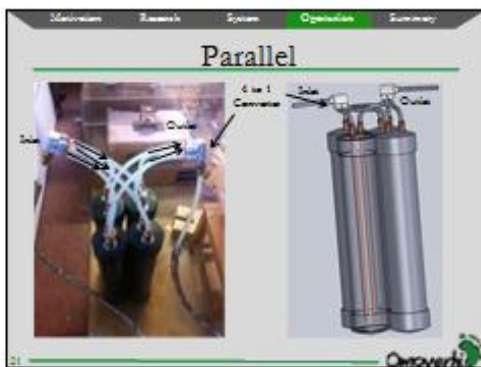 Motivation Research System Operation Summary
Parallel
4 to 1
Converter
Inlet
Outlet
Inlet
Outlet
21